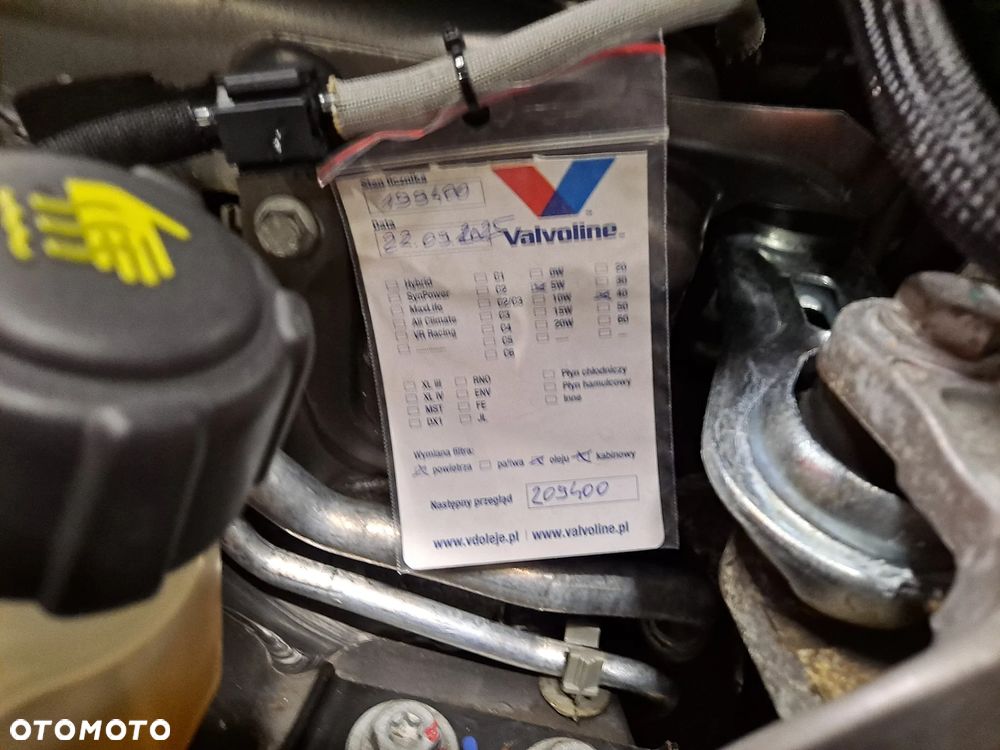 Stan licznika
199400
Data
22.09.2025
Valvoline
Hybrid
SynPower
MaxLife
All Climate
VR Racing
C1
C2
C2/C3
C3
C4
C5
C6
0W
5W
10W
15W
20W
20
30
40
50
60
XL III
XL IV
MST
DX1
RNO
ENV
FE
JL
Płyn chłodniczy
Płyn hamulcowy
Inne
Wymiana filtra:
powietrza paliwa oleju kabinowy
Następny przegląd 209400
www.vdoleje.pl | www.valvoline.pl
OTOMOTO